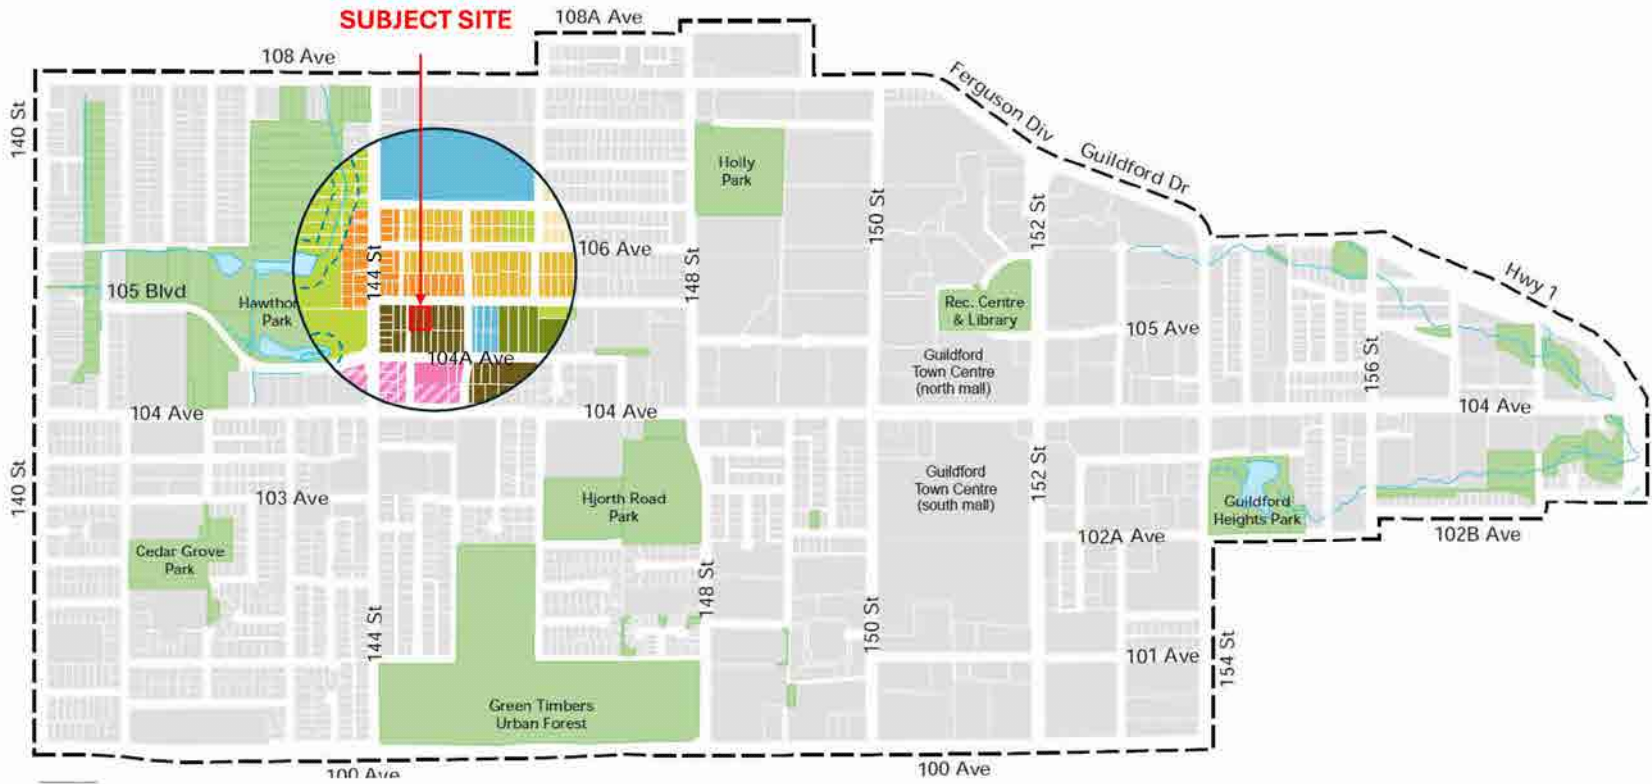 SUBJECT SITE
108A Ave
108 Ave
Ferguson Div
140 St
Guildford Dr
Holly
Park
150 St
152 St
106 Ave
144 St
148 St
Hwy 1
105 Blvd
Hawthor
Park
Rec. Centre
& Library
105 Ave
104A Ave
Guildford
Town Centre
(north mall)
156 St
104 Ave
104 Ave
104 Ave
140 St
103 Ave
Hjorth Road
Park
Guildford
Town Centre
(south mall)
152 St
Guildford
Heights Park
102A Ave
102B Ave
Cedar Grove
Park
148 St
144 St
150 St
101 Ave
154 St
Green Timbers
Urban Forest
100 Ave
100 Ave